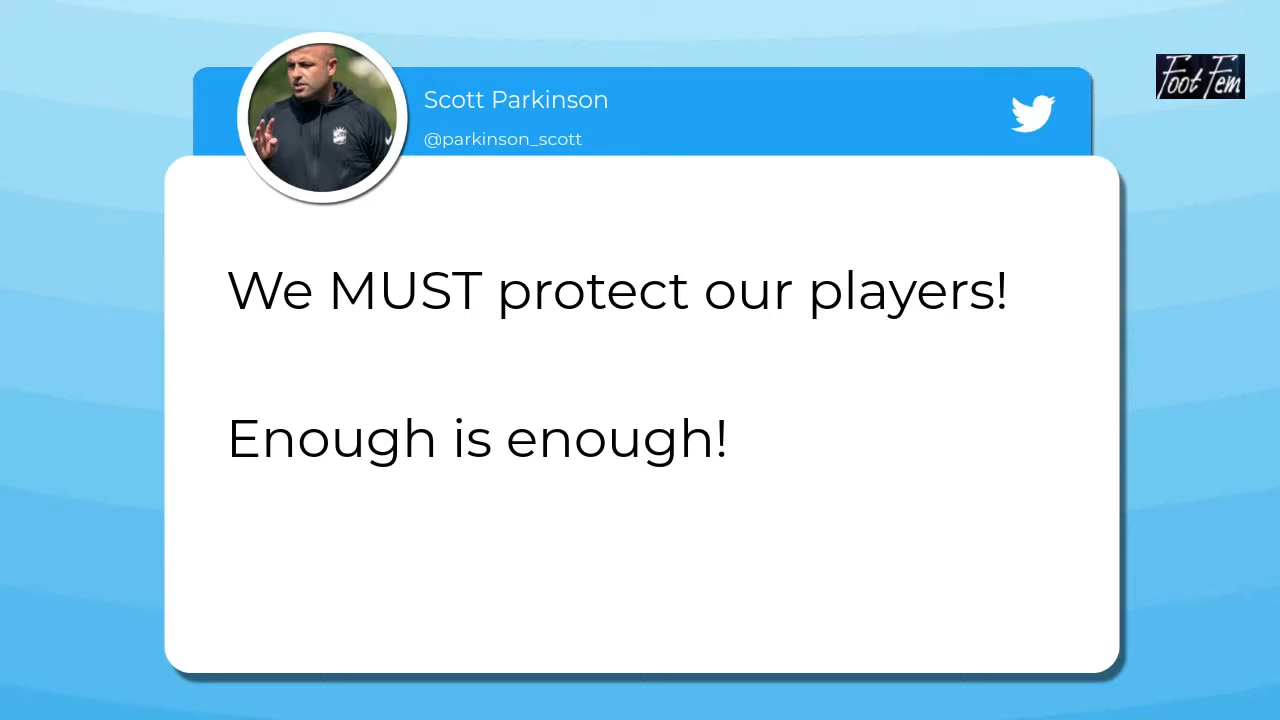 Scott Parkinson
@parkinson_scott
Foot Fem
We MUST protect our players!
Enough is enough!